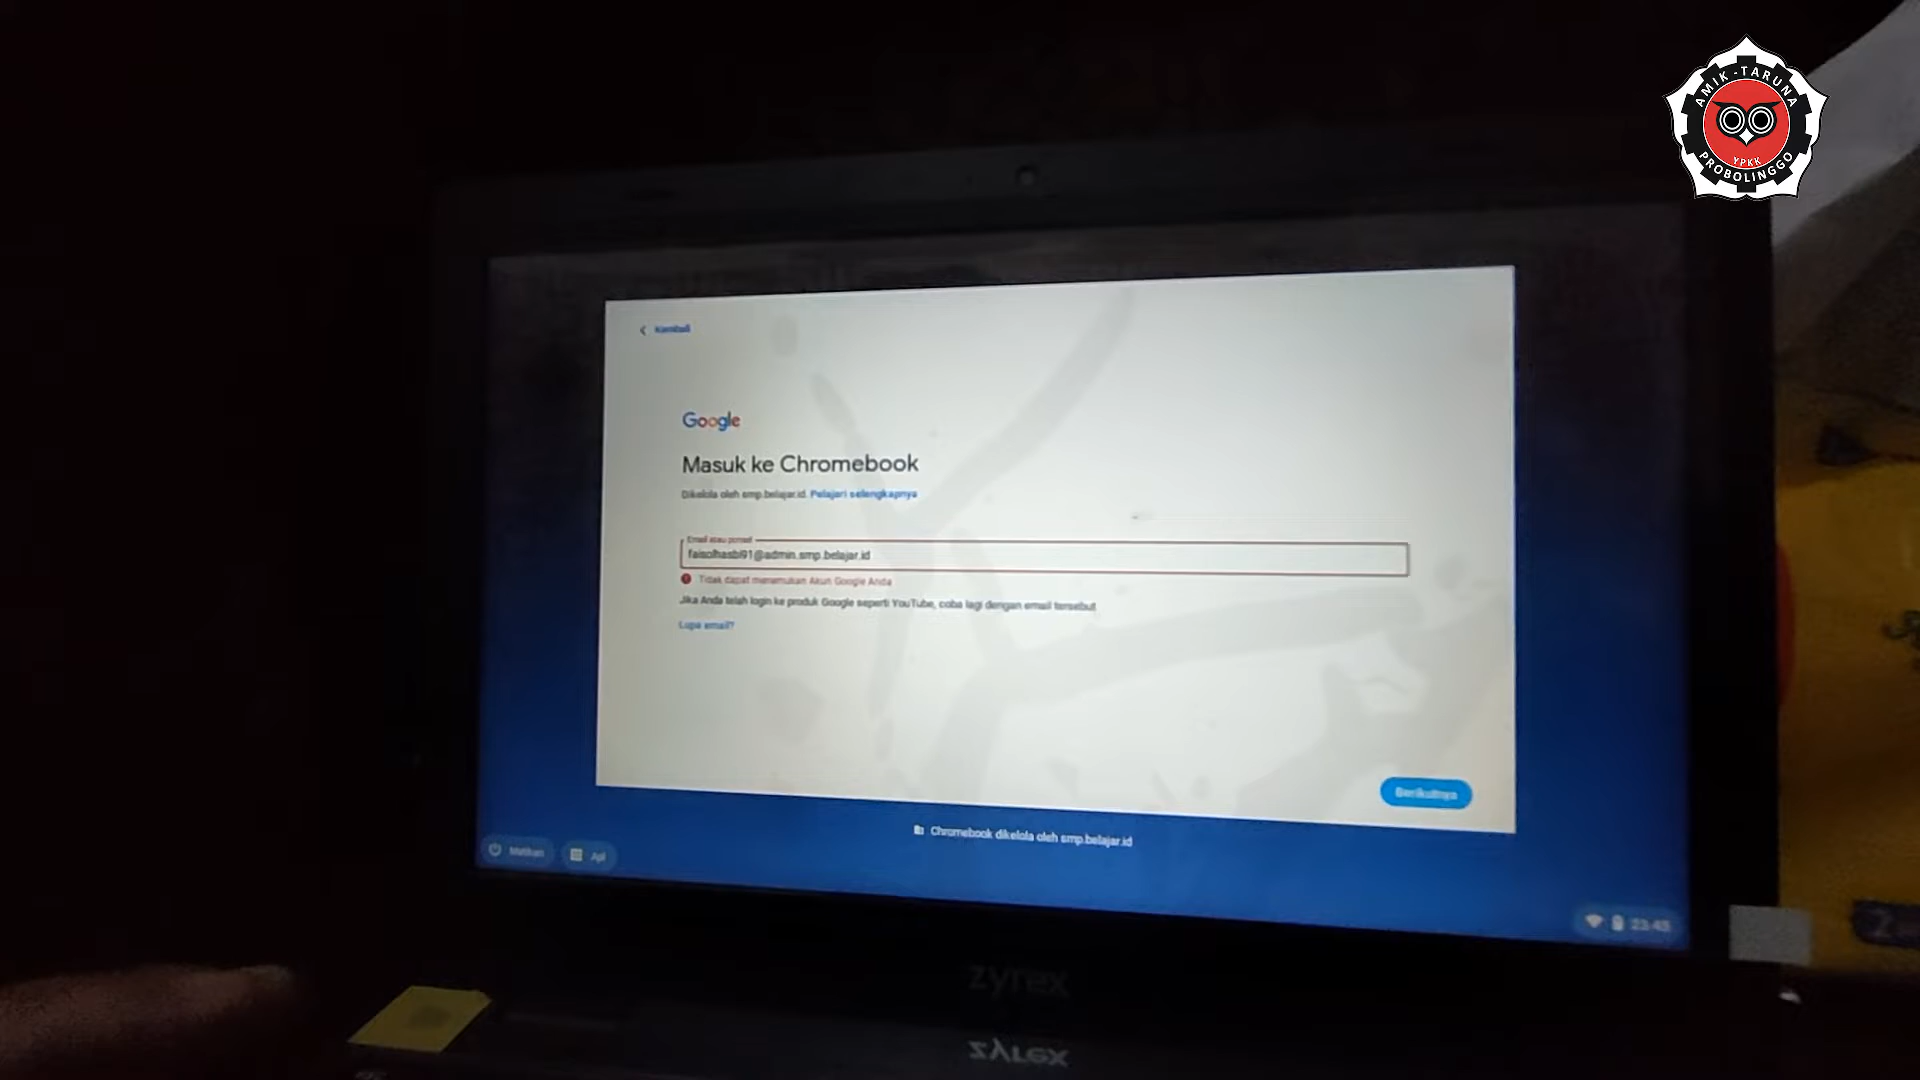 AMIK-TARUNA
YPKK
PROBOLINGGO
Kembali
Google
Masuk ke Chromebook
Dikelola oleh smp.belajar.id. Pelajari selengkapnya
Email atau ponsel
faisolhasbi91@admin.smp.belajar.id
Tidak dapat menemukan Akun Google Anda
Jika Anda telah login ke produk Google seperti YouTube, coba lagi dengan email tersebut
Lupa email?
Berikutnya
Chromebook dikelola oleh smp.belajar.id
Matikan
Apl
23:45
zyrex
zyrex